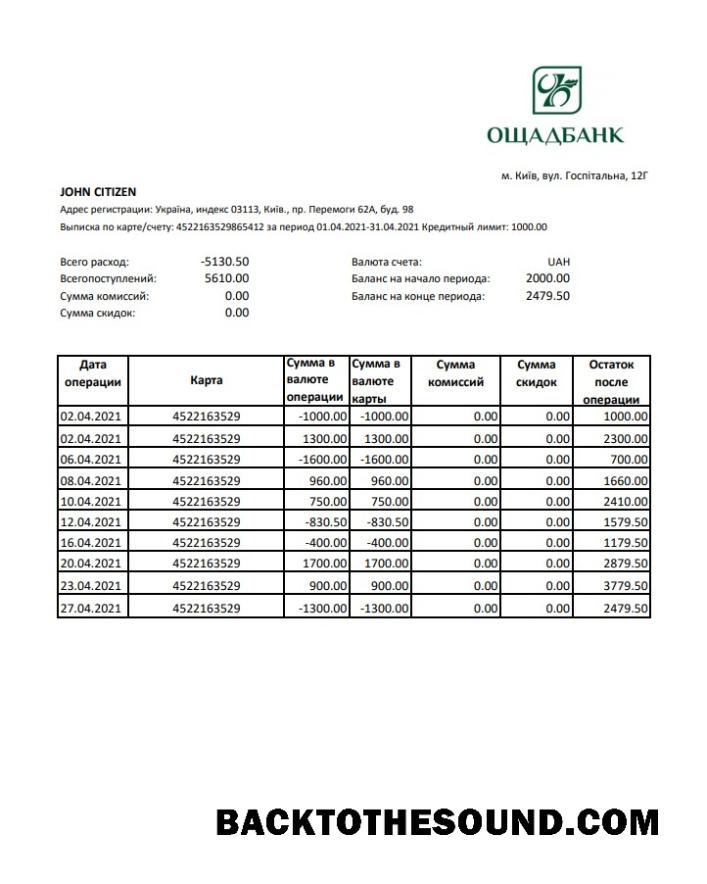 ОЩАДБАНК
м. Київ, вул. Госпітальна, 12Г
JOHN CITIZEN
Адрес регистрации: Україна, индекс 03113, Київ., пр. Перемоги 62А, буд. 98
Выписка по карте/счету: 4522163529865412 за период 01.04.2021-31.04.2021 Кредитный лимит: 1000.00
Всего расход: -5130.50 Валюта счета: UAH
Всегопоступлений: 5610.00 Баланс на начало периода: 2000.00
Сумма комиссий: 0.00 Баланс на конце периода: 2479.50
Сумма скидок: 0.00
Дата операции Карта Сумма в валюте операции Сумма в валюте карты Сумма комиссий Сумма скидок Остаток после операции
02.04.2021 4522163529 -1000.00 -1000.00 0.00 0.00 1000.00
02.04.2021 4522163529 1300.00 1300.00 0.00 0.00 2300.00
06.04.2021 4522163529 -1600.00 -1600.00 0.00 0.00 700.00
08.04.2021 4522163529 960.00 960.00 0.00 0.00 1660.00
10.04.2021 4522163529 750.00 750.00 0.00 0.00 2410.00
12.04.2021 4522163529 -830.50 -830.50 0.00 0.00 1579.50
16.04.2021 4522163529 -400.00 -400.00 0.00 0.00 1179.50
20.04.2021 4522163529 1700.00 1700.00 0.00 0.00 2879.50
23.04.2021 4522163529 900.00 900.00 0.00 0.00 3779.50
27.04.2021 4522163529 -1300.00 -1300.00 0.00 0.00 2479.50
BACKTOTHESOUND.COM